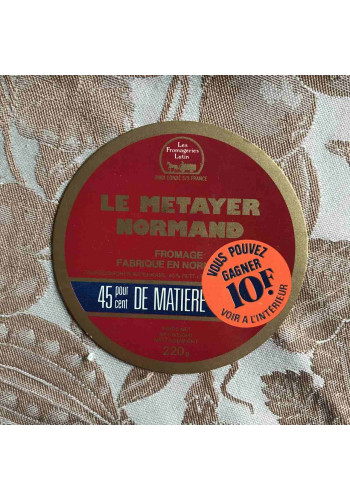 Les
Fromageries
Latin
LE METAYER
NORMAND
FROMAGE
FABRIQUE EN NOR
45 pour cent DE MATIERE
220g
VOUS POUVEZ
GAGNER
10F.
VOIR A L'INTERIEUR